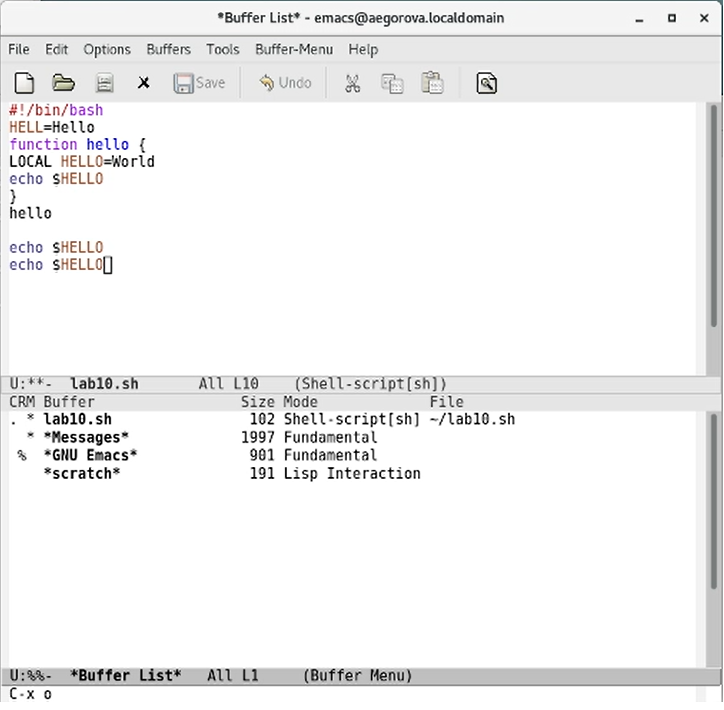 *Buffer List* - emacs@aegorova.localdomain
File Edit Options Buffers Tools Buffer-Menu Help
Save Undo
#!/bin/bash
HELL=Hello
function hello {
LOCAL HELLO=World
echo $HELLO
}
hello
echo $HELLO
echo $HELLO
U:**- lab10.sh All L10 (Shell-script[sh])
CRM Buffer Size Mode File
. * lab10.sh 102 Shell-script[sh] ~/lab10.sh
* *Messages* 1997 Fundamental
% *GNU Emacs* 901 Fundamental
*scratch* 191 Lisp Interaction
U:%%- *Buffer List* All L1 (Buffer Menu)
C-x o